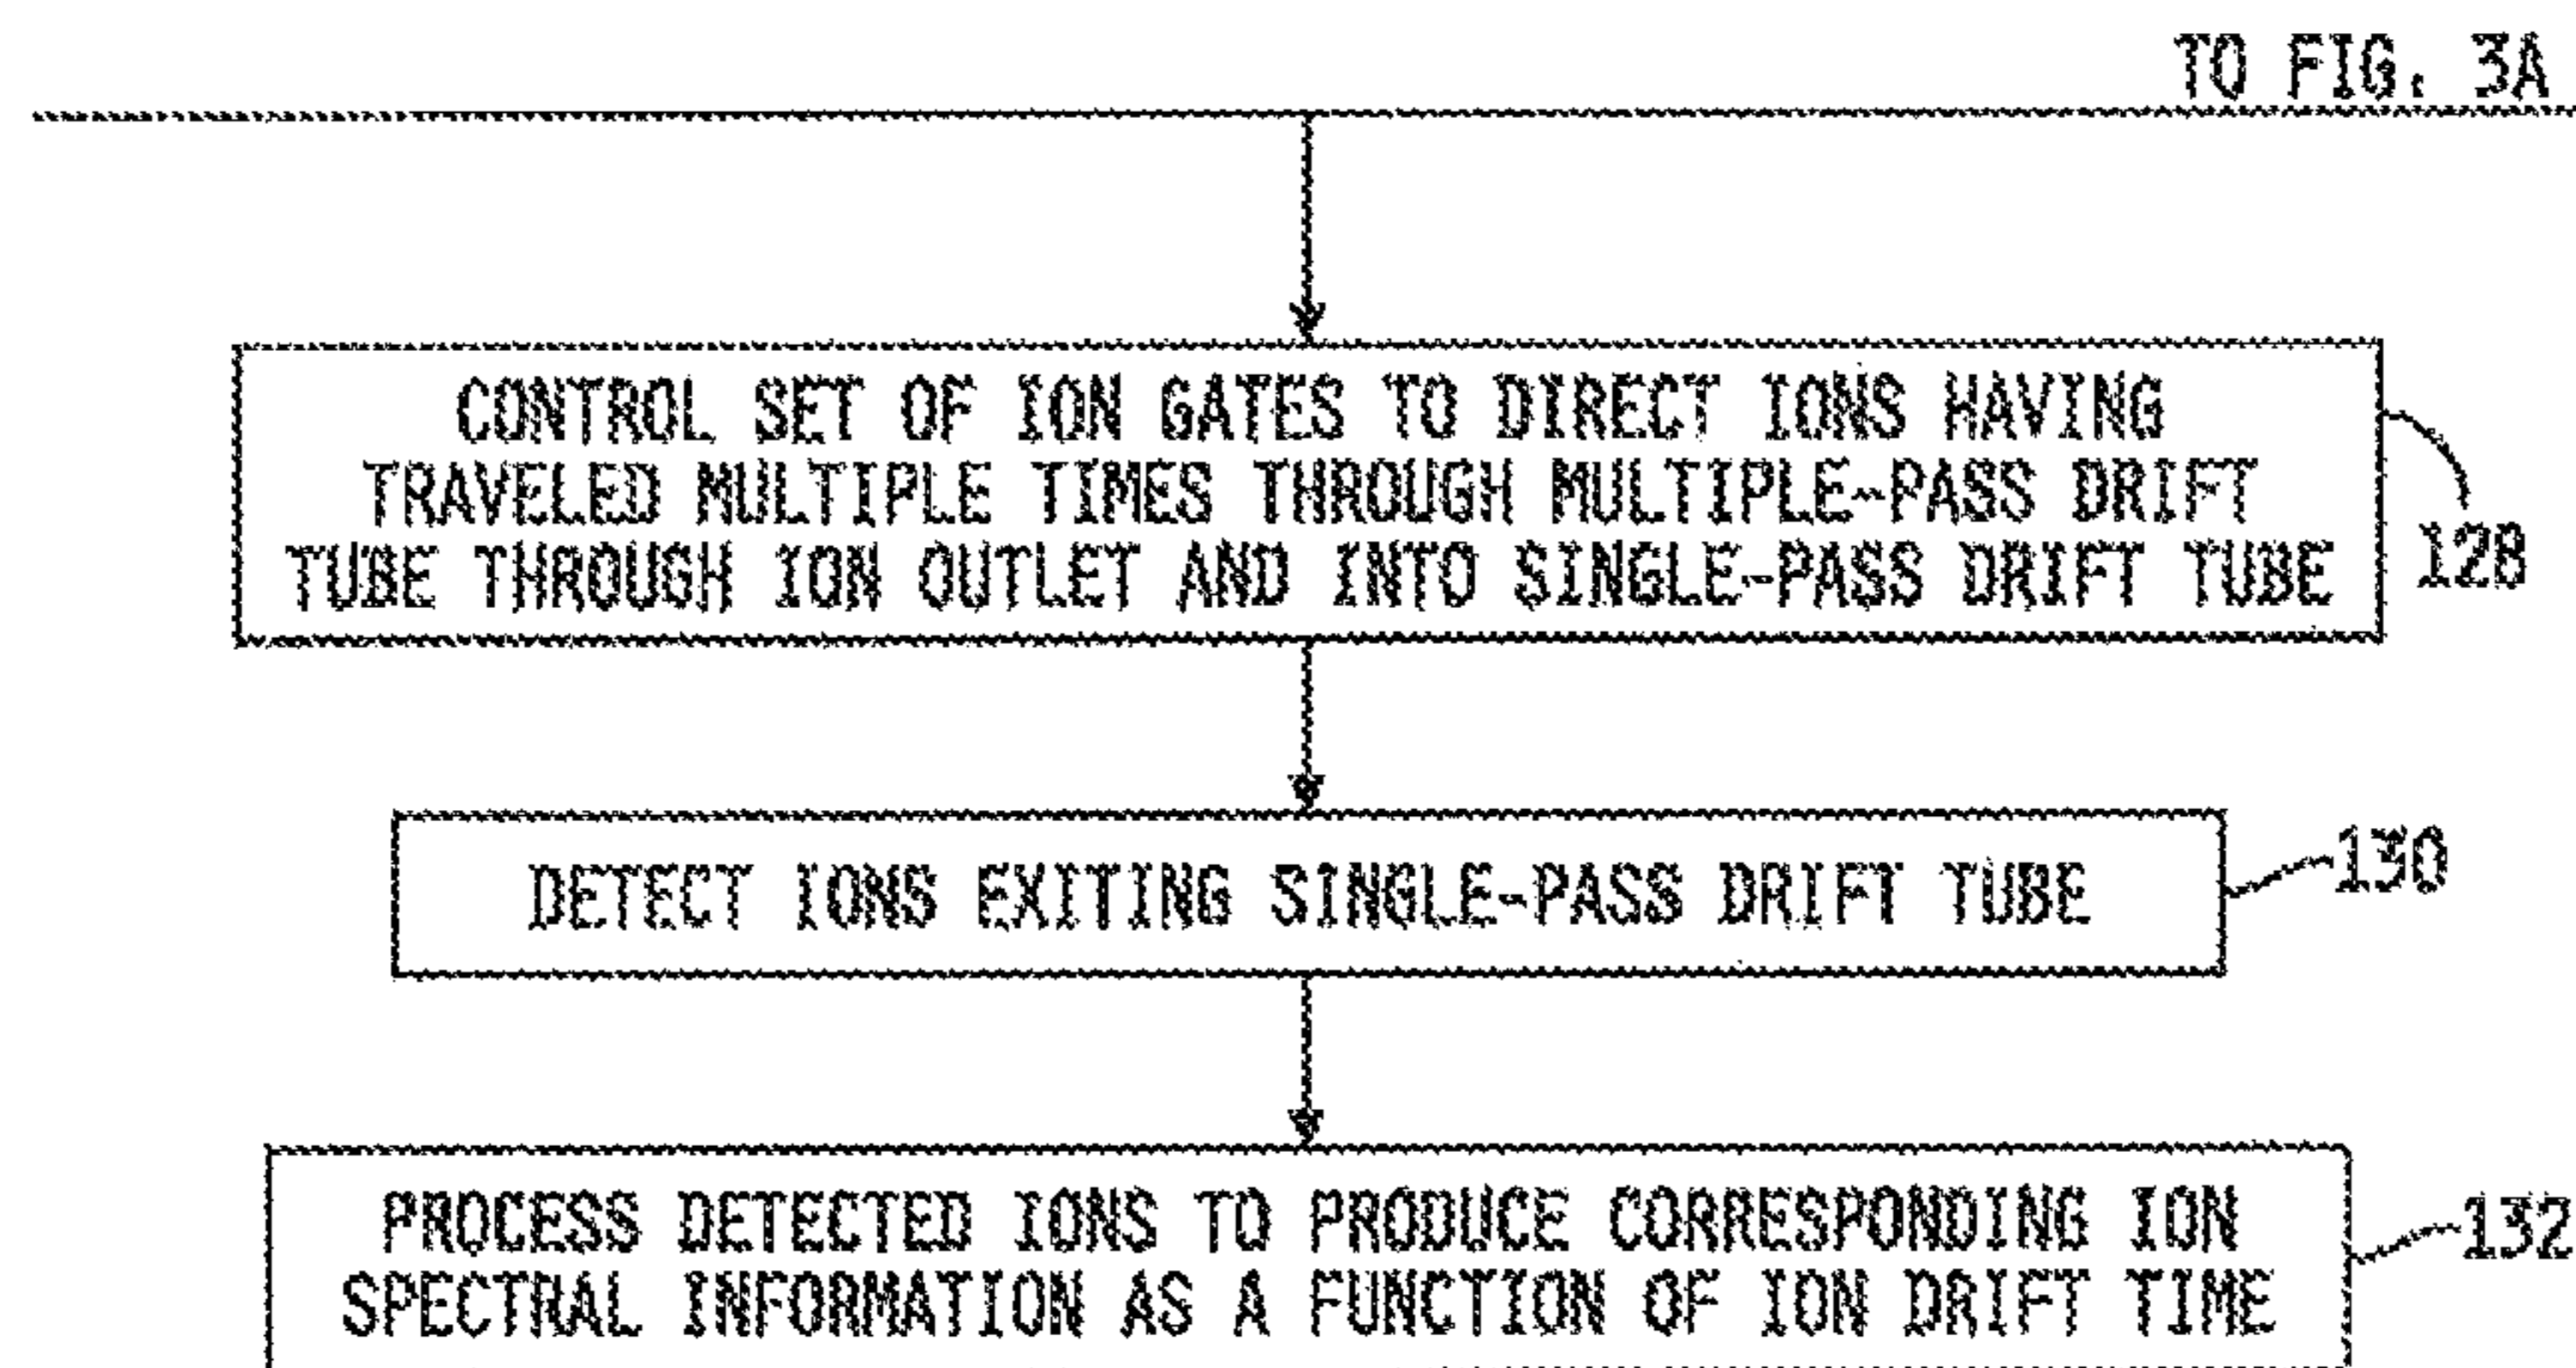 TO FIG. 3A
CONTROL SET OF ION GATES TO DIRECT IONS HAVING
TRAVELED MULTIPLE TIMES THROUGH MULTIPLE-PASS DRIFT
TUBE THROUGH ION OUTLET AND INTO SINGLE-PASS DRIFT TUBE
128
DETECT IONS EXITING SINGLE-PASS DRIFT TUBE
130
PROCESS DETECTED IONS TO PRODUCE CORRESPONDING ION
SPECTRAL INFORMATION AS A FUNCTION OF ION DRIFT TIME
132